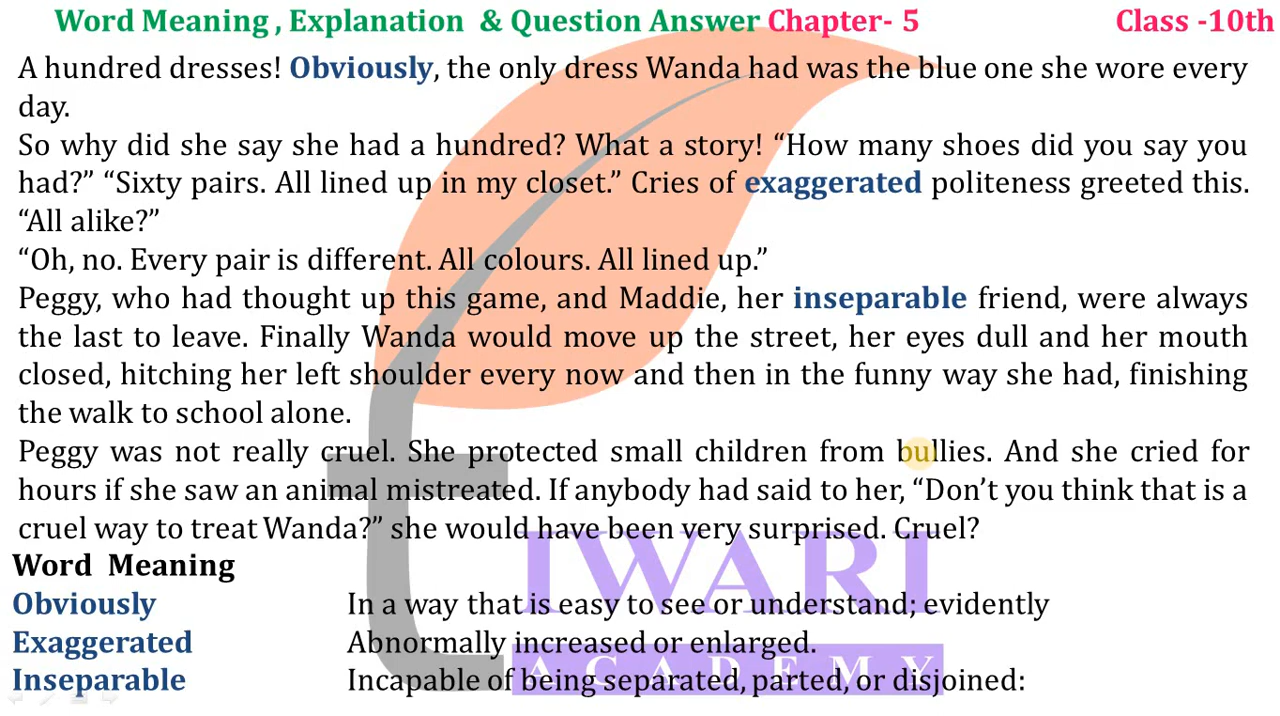 Word Meaning , Explanation & Question Answer Chapter- 5 Class -10th
A hundred dresses! Obviously, the only dress Wanda had was the blue one she wore every
day.
So why did she say she had a hundred? What a story! “How many shoes did you say you
had?” “Sixty pairs. All lined up in my closet.” Cries of exaggerated politeness greeted this.
“All alike?”
“Oh, no. Every pair is different. All colours. All lined up.”
Peggy, who had thought up this game, and Maddie, her inseparable friend, were always
the last to leave. Finally Wanda would move up the street, her eyes dull and her mouth
closed, hitching her left shoulder every now and then in the funny way she had, finishing
the walk to school alone.
Peggy was not really cruel. She protected small children from bullies. And she cried for
hours if she saw an animal mistreated. If anybody had said to her, “Don’t you think that is a
cruel way to treat Wanda?” she would have been very surprised. Cruel?
Word Meaning
Obviously In a way that is easy to see or understand; evidently
Exaggerated Abnormally increased or enlarged.
Inseparable Incapable of being separated, parted, or disjoined:
TIWARI
ACADEMY